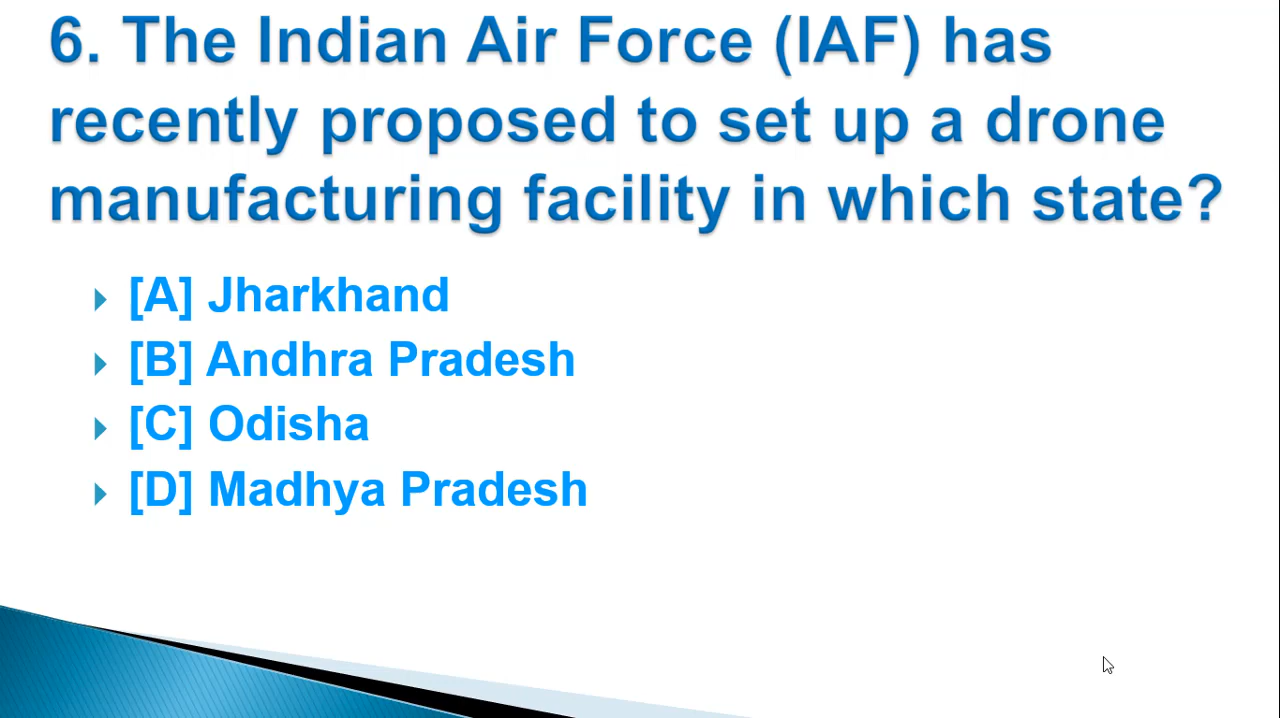 6. The Indian Air Force (IAF) has
recently proposed to set up a drone
manufacturing facility in which state?
[A] Jharkhand
[B] Andhra Pradesh
[C] Odisha
[D] Madhya Pradesh